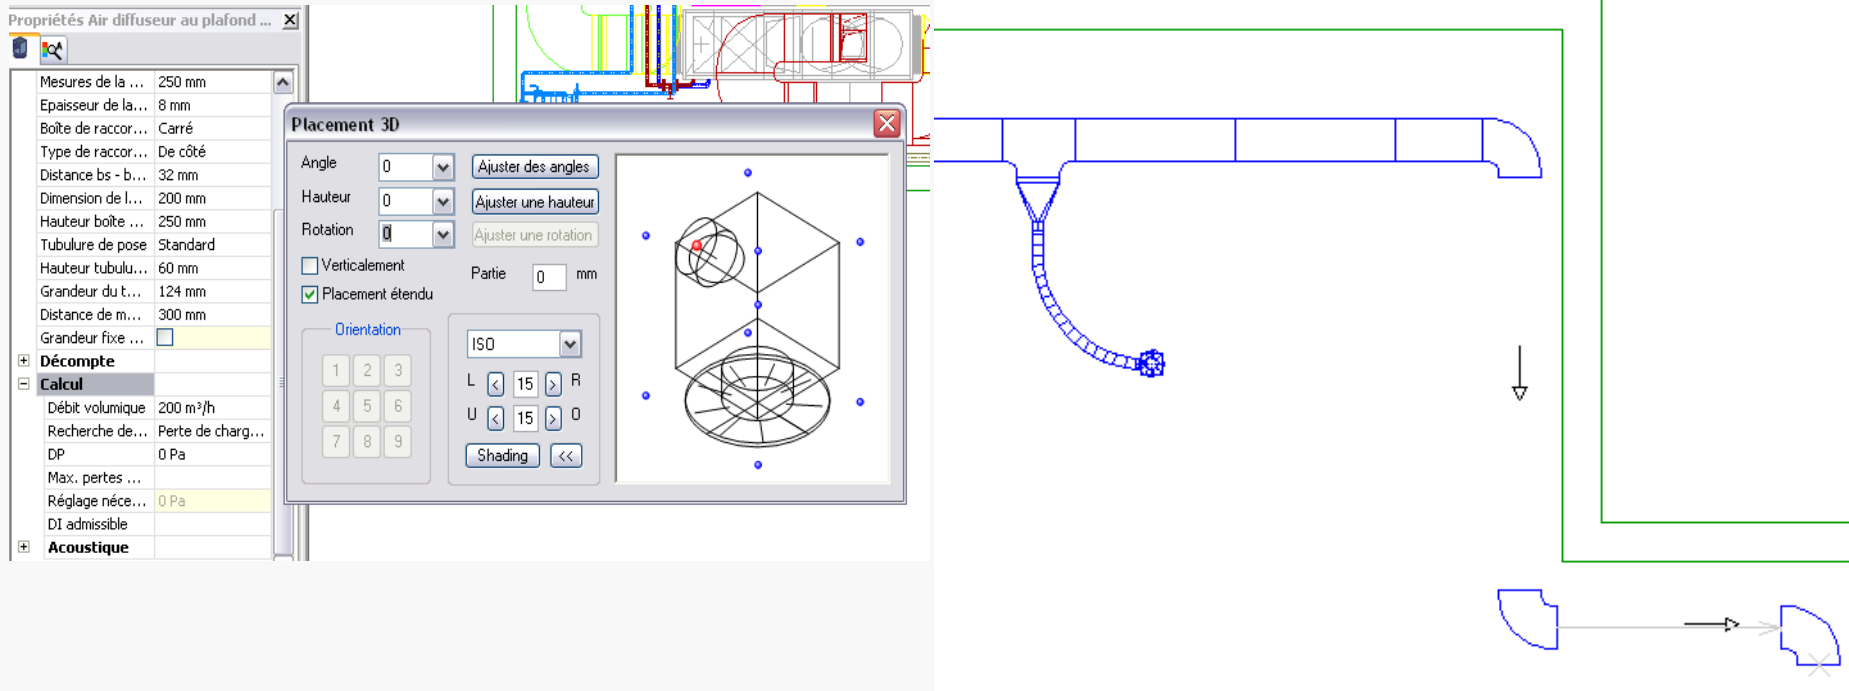 Propriétés Air diffuseur au plafond ...
Mesures de la ... 250 mm
Epaisseur de la... 8 mm
Boîte de raccor... Carré
Type de raccor... De côté
Distance bs - b... 32 mm
Dimension de l... 200 mm
Hauteur boîte ... 250 mm
Tubulure de pose Standard
Hauteur tubulu... 60 mm
Grandeur du t... 124 mm
Distance de m... 300 mm
Grandeur fixe ...
Décompte
Calcul
Débit volumique 200 m³/h
Recherche de... Perte de charg...
DP 0 Pa
Max. pertes ...
Réglage néce... 0 Pa
DI admissible
Acoustique
Placement 3D
Angle 0 Ajuster des angles
Hauteur 0 Ajuster une hauteur
Rotation 0 Ajuster une rotation
Verticalement
Partie 0 mm
Placement étendu
Orientation
1 2 3
4 5 6
7 8 9
ISO
L < 15 > R
U < 15 > O
Shading <<